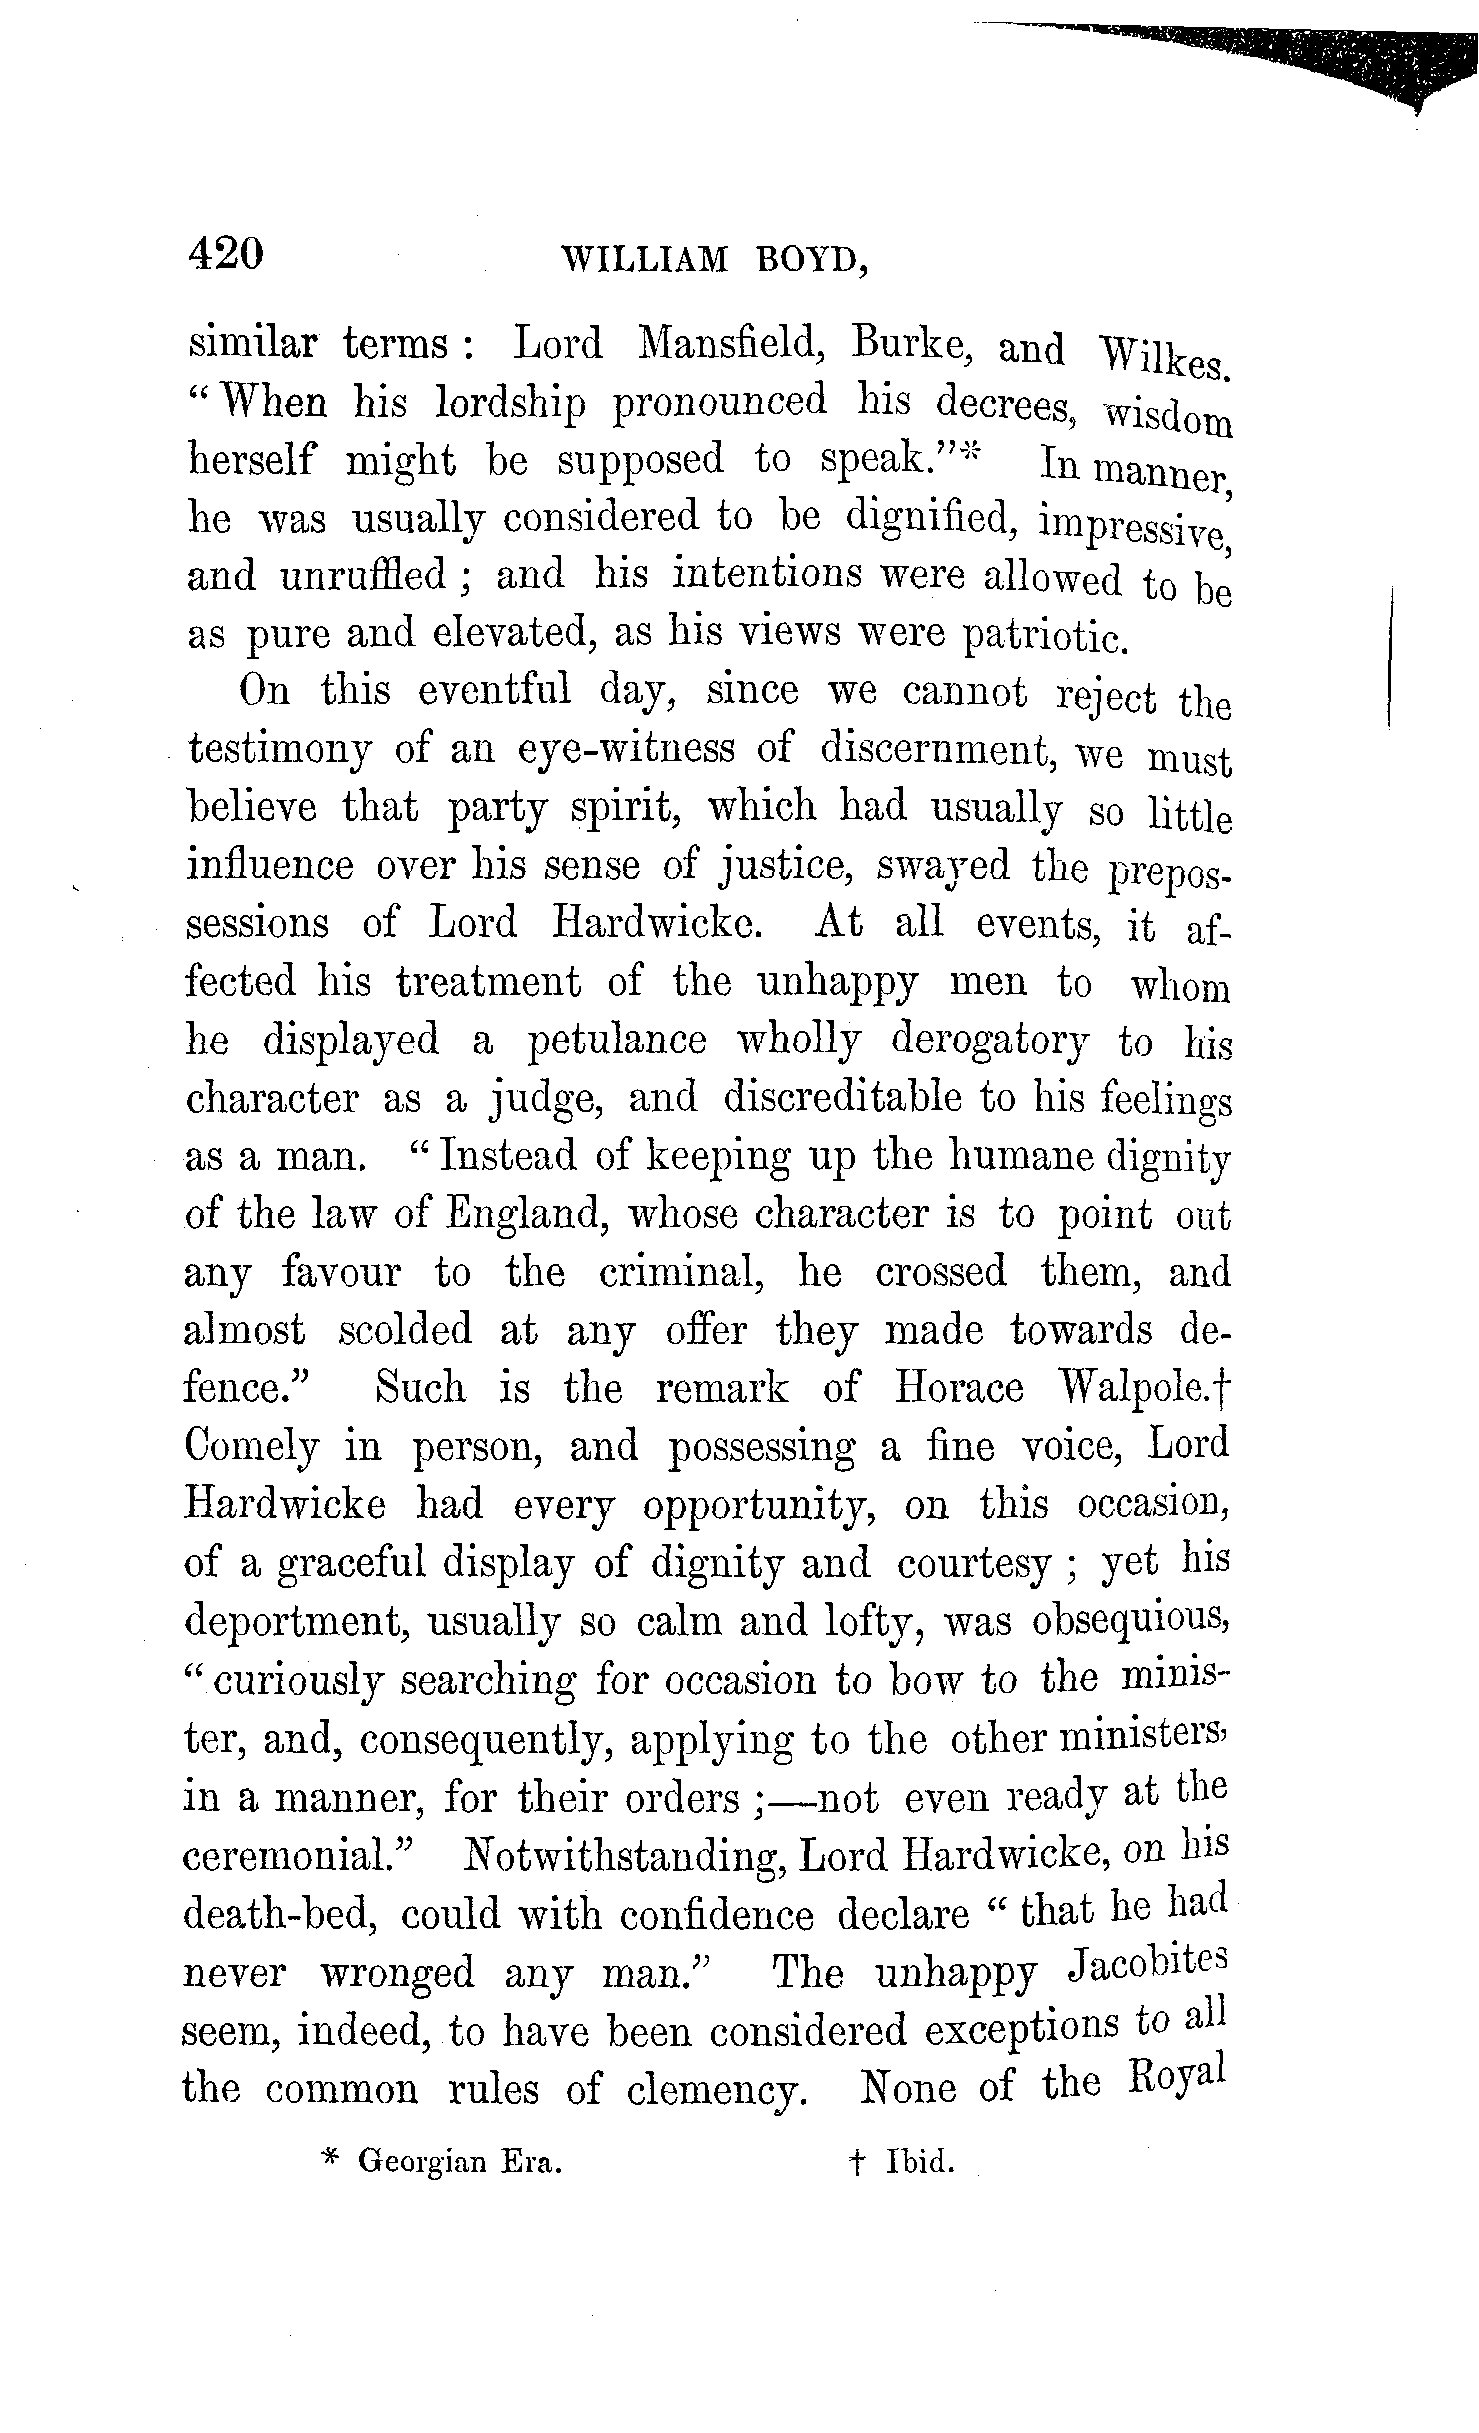 420 WILLIAM BOYD,
similar terms : Lord Mansfield, Burke, and Wilkes.
“When his lordship pronounced his decrees, wisdom
herself might be supposed to speak.”* In manner,
he was usually considered to be dignified, impressive,
and unruffled ; and his intentions were allowed to be
as pure and elevated, as his views were patriotic.
On this eventful day, since we cannot reject the
testimony of an eye-witness of discernment, we must
believe that party spirit, which had usually so little
influence over his sense of justice, swayed the prepos-
sessions of Lord Hardwicke. At all events, it af-
fected his treatment of the unhappy men to whom
he displayed a petulance wholly derogatory to his
character as a judge, and discreditable to his feelings
as a man. “Instead of keeping up the humane dignity
of the law of England, whose character is to point out
any favour to the criminal, he crossed them, and
almost scolded at any offer they made towards de-
fence.” Such is the remark of Horace Walpole.†
Comely in person, and possessing a fine voice, Lord
Hardwicke had every opportunity, on this occasion,
of a graceful display of dignity and courtesy ; yet his
deportment, usually so calm and lofty, was obsequious,
“curiously searching for occasion to bow to the minis-
ter, and, consequently, applying to the other ministers,
in a manner, for their orders ;—not even ready at the
ceremonial.” Notwithstanding, Lord Hardwicke, on his
death-bed, could with confidence declare “that he had
never wronged any man.” The unhappy Jacobites
seem, indeed, to have been considered exceptions to all
the common rules of clemency. None of the Royal
* Georgian Era. † Ibid.